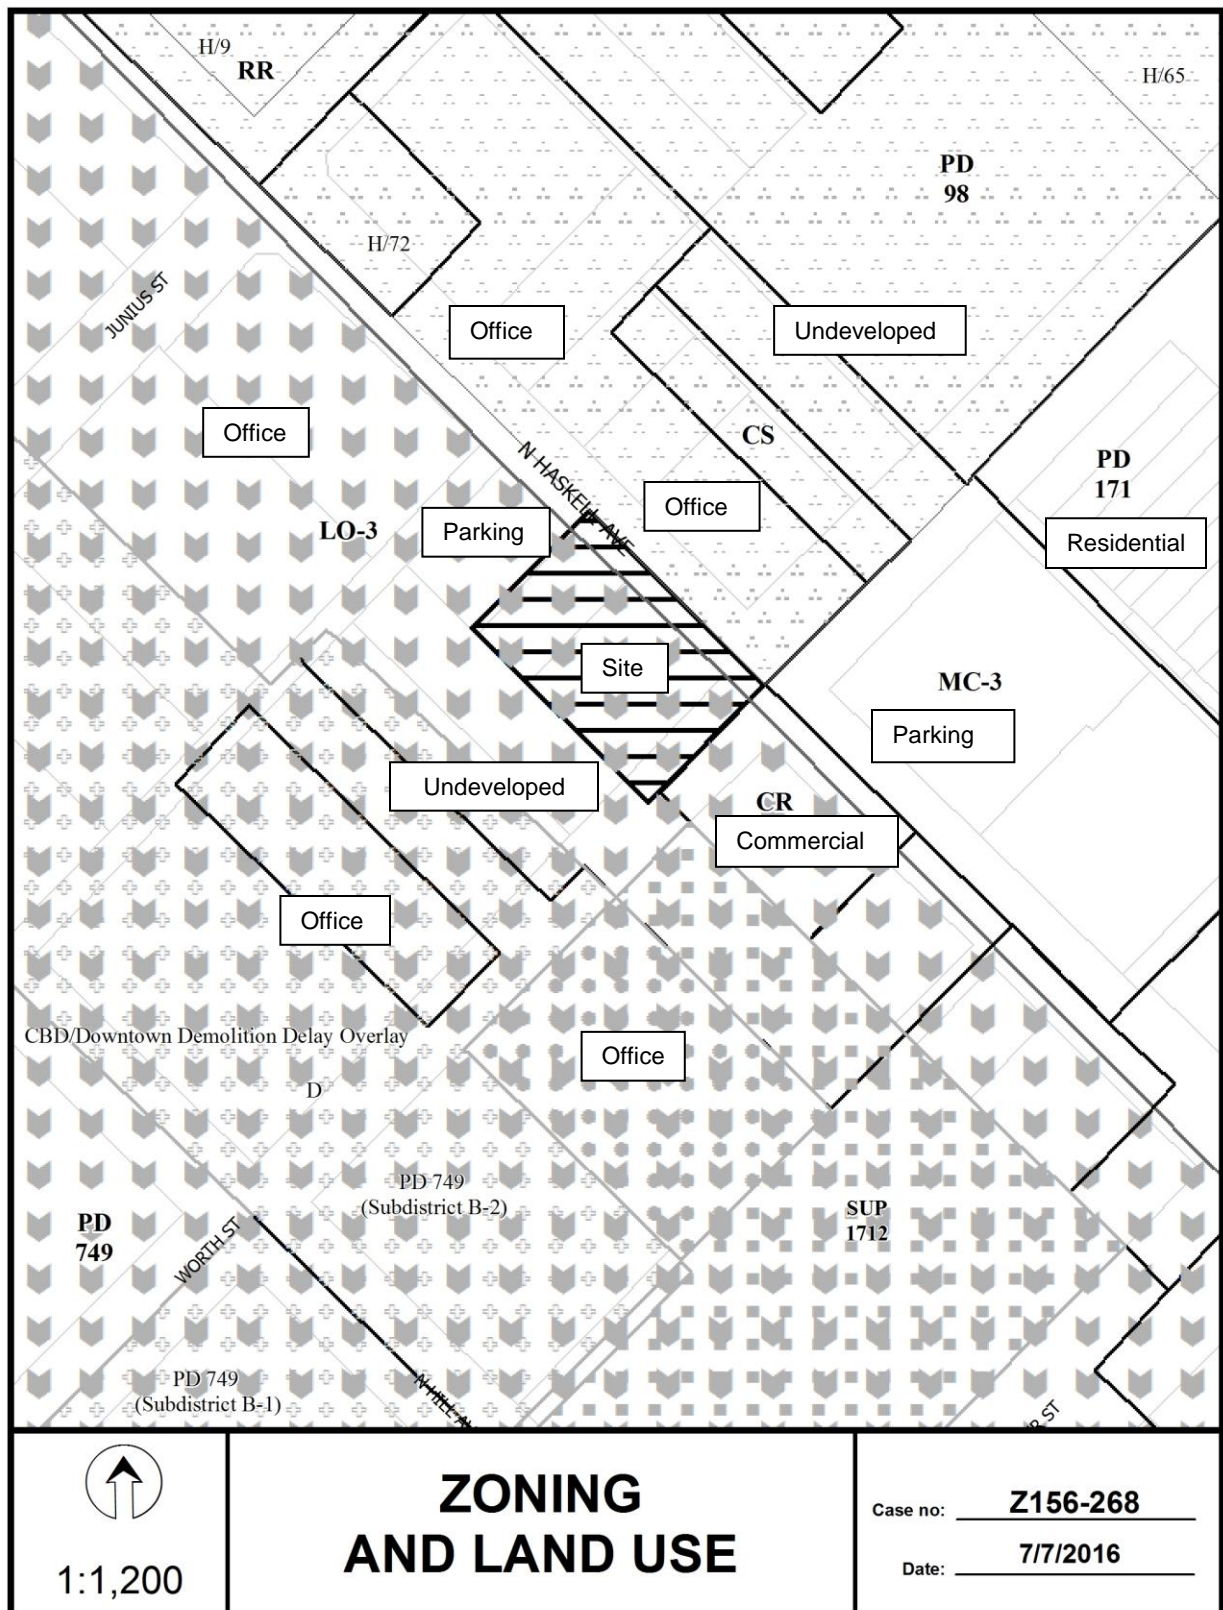 H/9
RR
H/65
PD
98
H/72
JUNIUS ST
Office
Undeveloped
Office
CS
N HASKELL AVE
PD
171
Office
LO-3
Parking
Residential
Site
MC-3
Parking
Undeveloped
CR
Commercial
Office
CBD/Downtown Demolition Delay Overlay
Office
D
PD 749
(Subdistrict B-2)
SUP
1712
PD
749
WORTH ST
PD 749
(Subdistrict B-1)
N HILL
ST
1:1,200
ZONING
AND LAND USE
Case no: Z156-268
Date: 7/7/2016